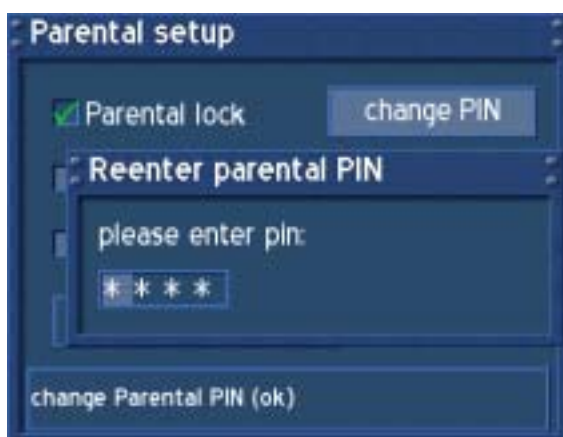 Parental setup
Parental lock
change PIN
Reenter parental PIN
please enter pin:
* * * *
change Parental PIN (ok)